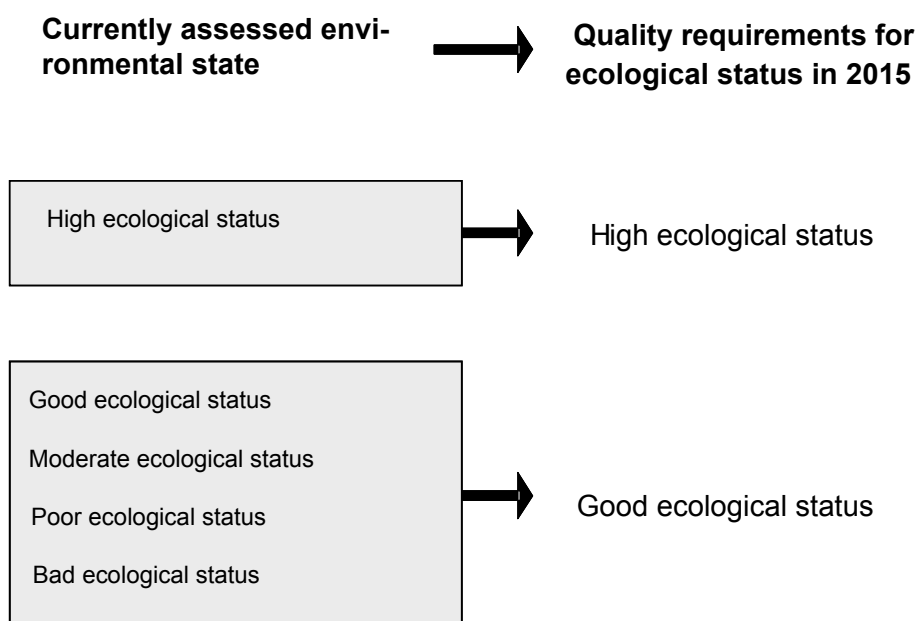 Currently assessed envi-
ronmental state
Quality requirements for
ecological status in 2015
High ecological status
High ecological status
Good ecological status
Moderate ecological status
Poor ecological status
Bad ecological status
Good ecological status